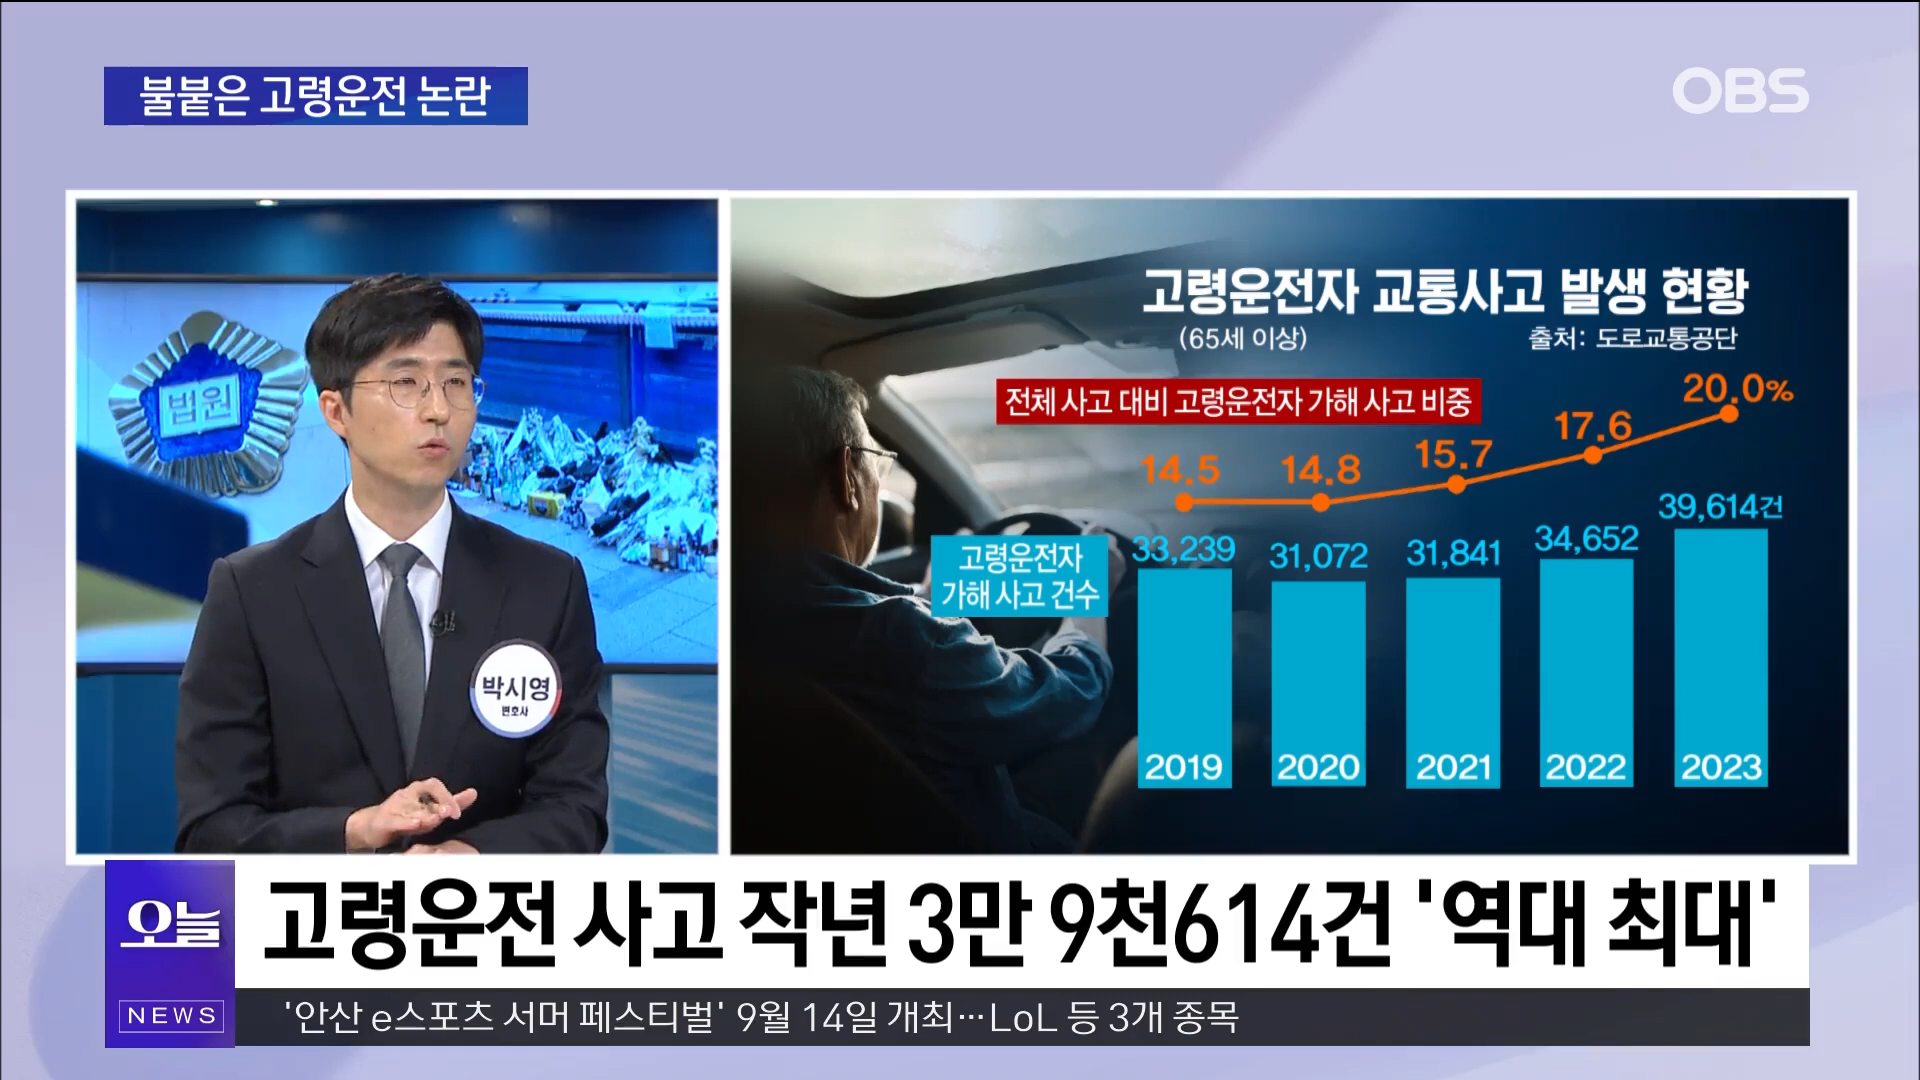 불붙은 고령운전 논란
OBS
법원
박시영
변호사
고령운전자 교통사고 발생 현황
(65세 이상)
출처: 도로교통공단
전체 사고 대비 고령운전자 가해 사고 비중
14.5
14.8
15.7
17.6
20.0%
고령운전자
가해 사고 건수
33,239
31,072
31,841
34,652
39,614건
2019
2020
2021
2022
2023
오늘
NEWS
고령운전 사고 작년 3만 9천614건 '역대 최대'
'안산 e스포츠 서머 페스티벌' 9월 14일 개최…LoL 등 3개 종목